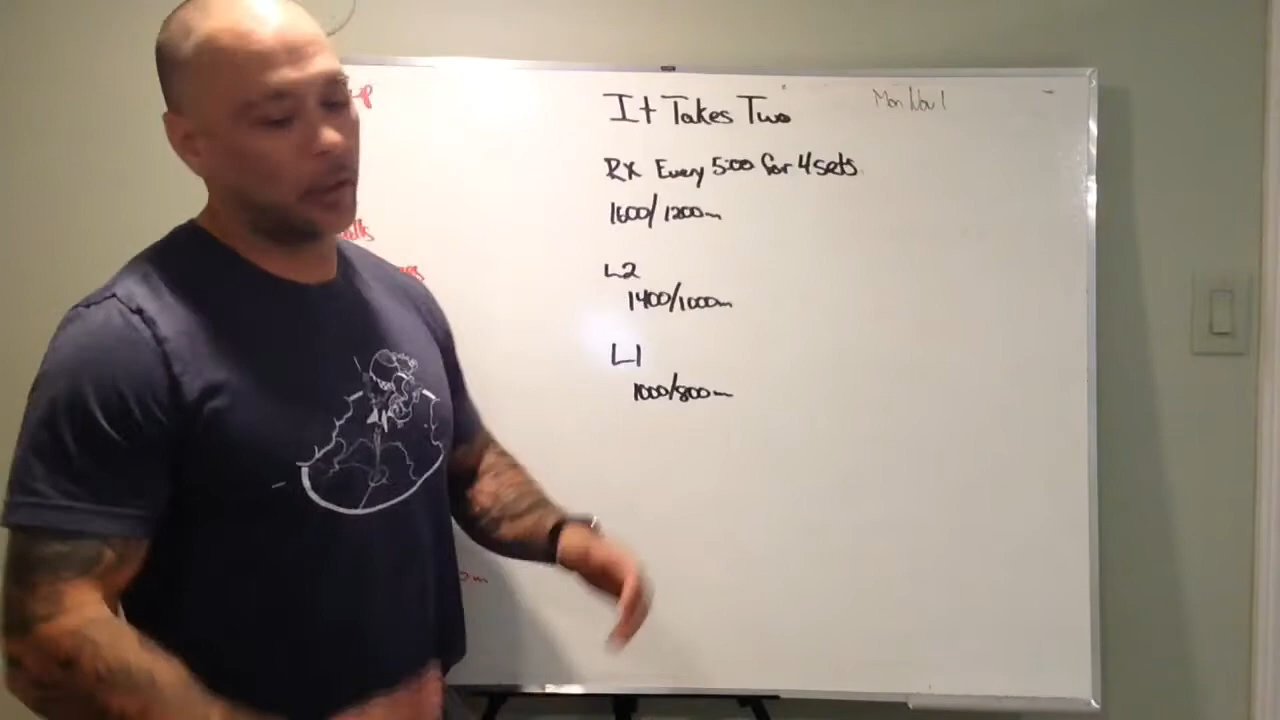 It Takes Two
Mon Nov 1
RX Every 5:00 for 4 sets
1600/1200m
L2
1400/1000m
L1
1000/800m